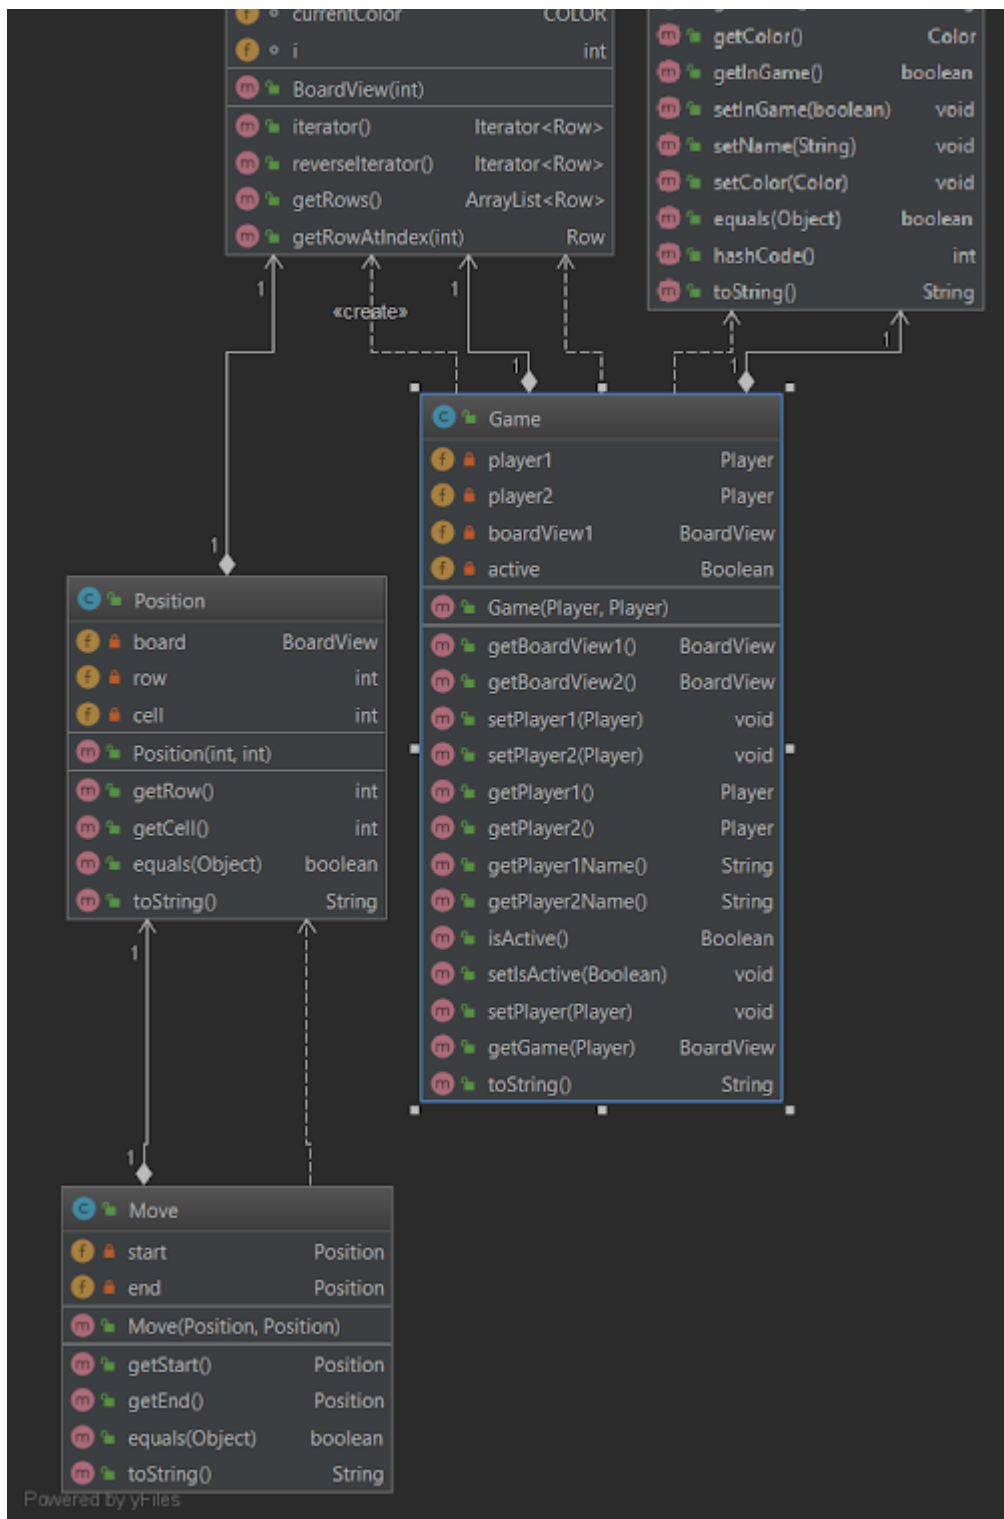 currentColor COLOR
i int
BoardView(int)
iterator() Iterator<Row>
reverseIterator() Iterator<Row>
getRows() ArrayList<Row>
getRowAtIndex(int) Row
getColor() Color
getInGame() boolean
setInGame(boolean) void
setName(String) void
setColor(Color) void
equals(Object) boolean
hashCode() int
toString() String
1
«create»
1
1
1
1
Game
player1 Player
player2 Player
boardView1 BoardView
active Boolean
Game(Player, Player)
getBoardView1() BoardView
getBoardView2() BoardView
setPlayer1(Player) void
setPlayer2(Player) void
getPlayer1() Player
getPlayer2() Player
getPlayer1Name() String
getPlayer2Name() String
isActive() Boolean
setIsActive(Boolean) void
setPlayer(Player) void
getGame(Player) BoardView
toString() String
1
Position
board BoardView
row int
cell int
Position(int, int)
getRow() int
getCell() int
equals(Object) boolean
toString() String
1
1
Move
start Position
end Position
Move(Position, Position)
getStart() Position
getEnd() Position
equals(Object) boolean
toString() String
Powered by yFiles